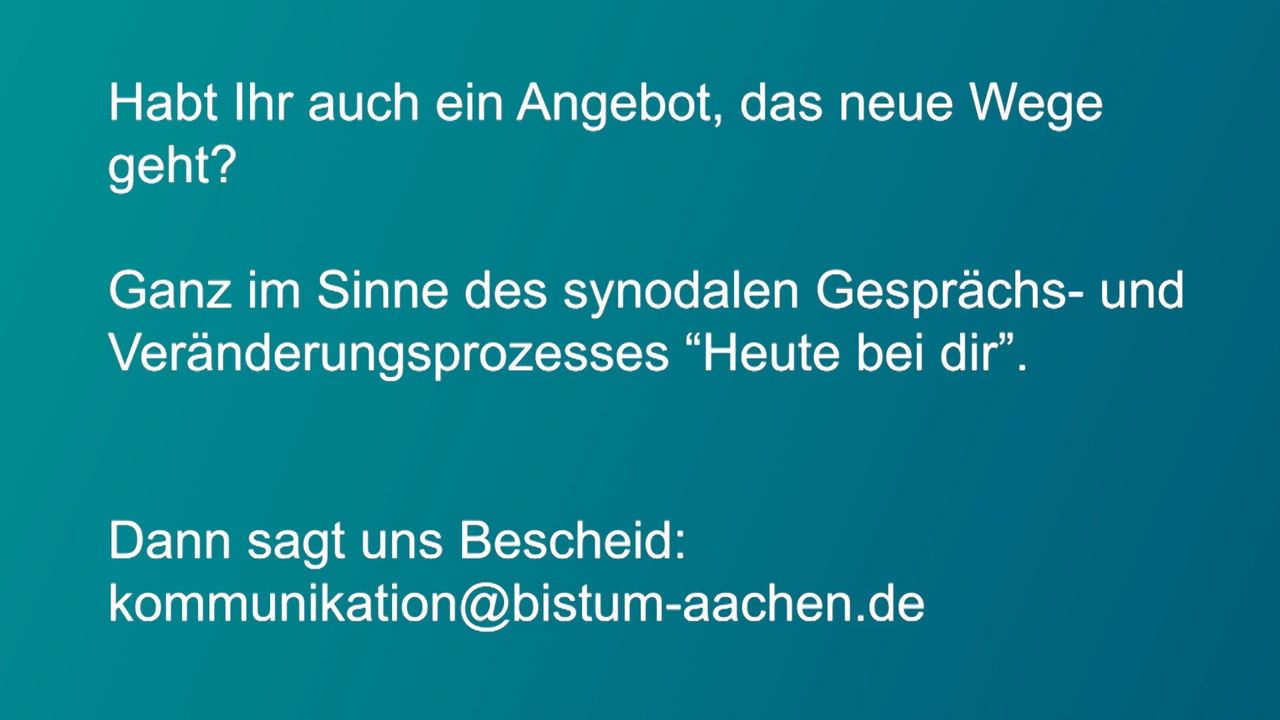 Habt Ihr auch ein Angebot, das neue Wege
geht?
Ganz im Sinne des synodalen Gesprächs- und
Veränderungsprozesses “Heute bei dir”.
Dann sagt uns Bescheid:
kommunikation@bistum-aachen.de